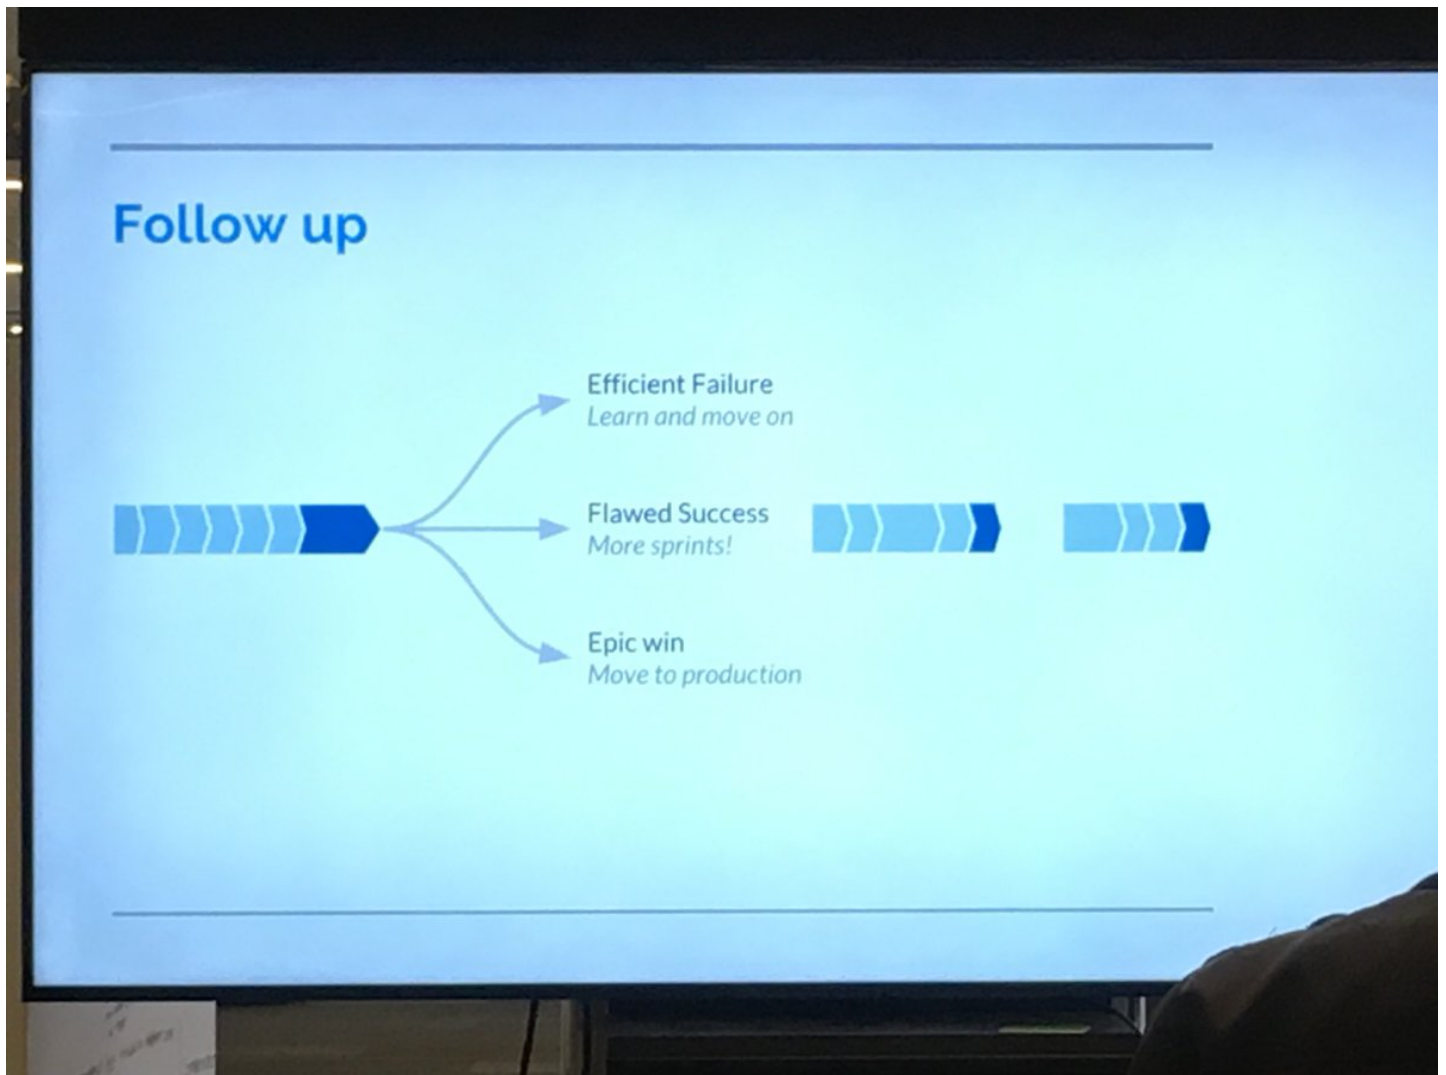 Follow up
Efficient Failure
Learn and move on
Flawed Success
More sprints!
Epic win
Move to production